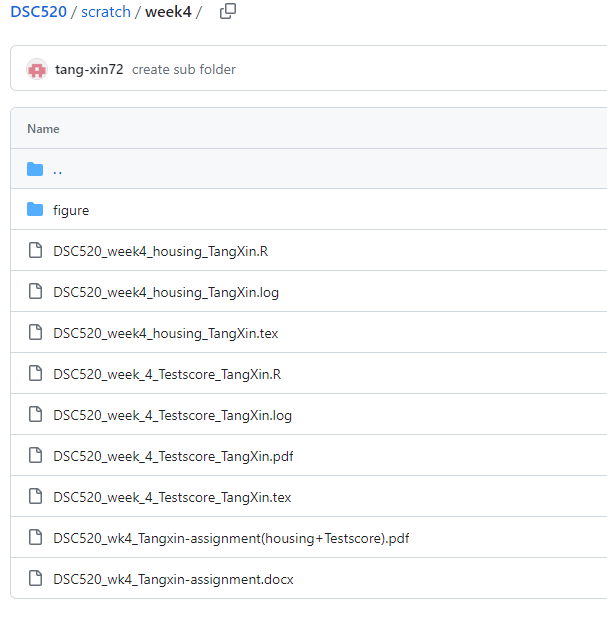 DSC520 / scratch / week4 /
tang-xin72 create sub folder
Name
..
figure
DSC520_week4_housing_TangXin.R
DSC520_week4_housing_TangXin.log
DSC520_week4_housing_TangXin.tex
DSC520_week_4_Testscore_TangXin.R
DSC520_week_4_Testscore_TangXin.log
DSC520_week_4_Testscore_TangXin.pdf
DSC520_week_4_Testscore_TangXin.tex
DSC520_wk4_Tangxin-assignment(housing+Testscore).pdf
DSC520_wk4_Tangxin-assignment.docx